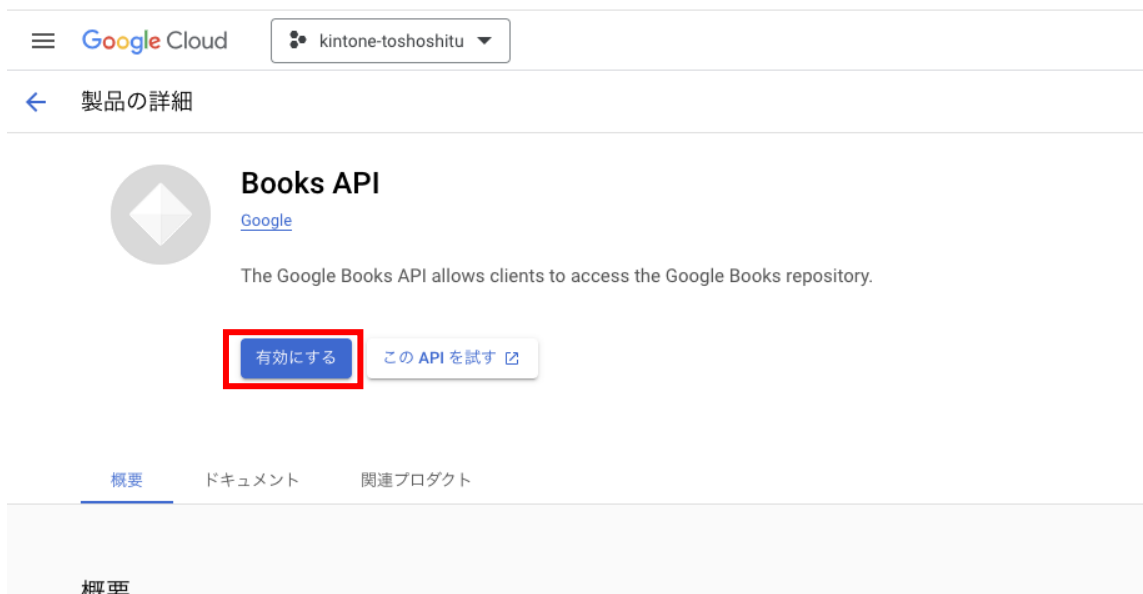 Google Cloud kintone-toshoshitu
製品の詳細
Books API
Google
The Google Books API allows clients to access the Google Books repository.
有効にする この API を試す
概要 ドキュメント 関連プロダクト
概要